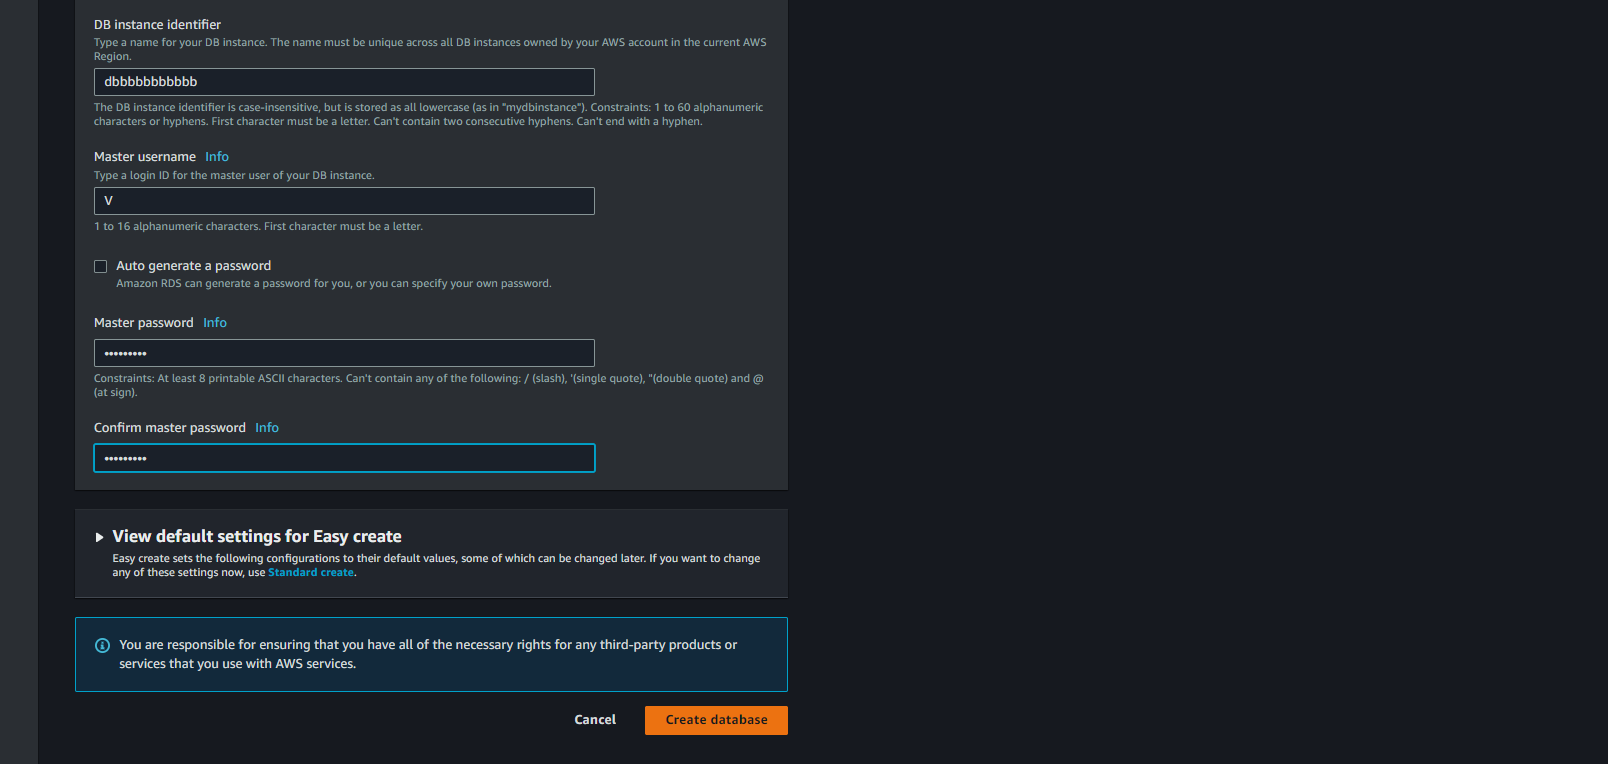 DB instance identifier
Type a name for your DB instance. The name must be unique across all DB instances owned by your AWS account in the current AWS
Region.
dbbbbbbbbbbb
The DB instance identifier is case-insensitive, but is stored as all lowercase (as in "mydbinstance"). Constraints: 1 to 60 alphanumeric
characters or hyphens. First character must be a letter. Can't contain two consecutive hyphens. Can't end with a hyphen.
Master username Info
Type a login ID for the master user of your DB instance.
V
1 to 16 alphanumeric characters. First character must be a letter.
Auto generate a password
Amazon RDS can generate a password for you, or you can specify your own password.
Master password Info
•••••••••
Constraints: At least 8 printable ASCII characters. Can't contain any of the following: / (slash), '(single quote), "(double quote) and @
(at sign).
Confirm master password Info
•••••••••
View default settings for Easy create
Easy create sets the following configurations to their default values, some of which can be changed later. If you want to change
any of these settings now, use Standard create.
You are responsible for ensuring that you have all of the necessary rights for any third-party products or
services that you use with AWS services.
Cancel Create database